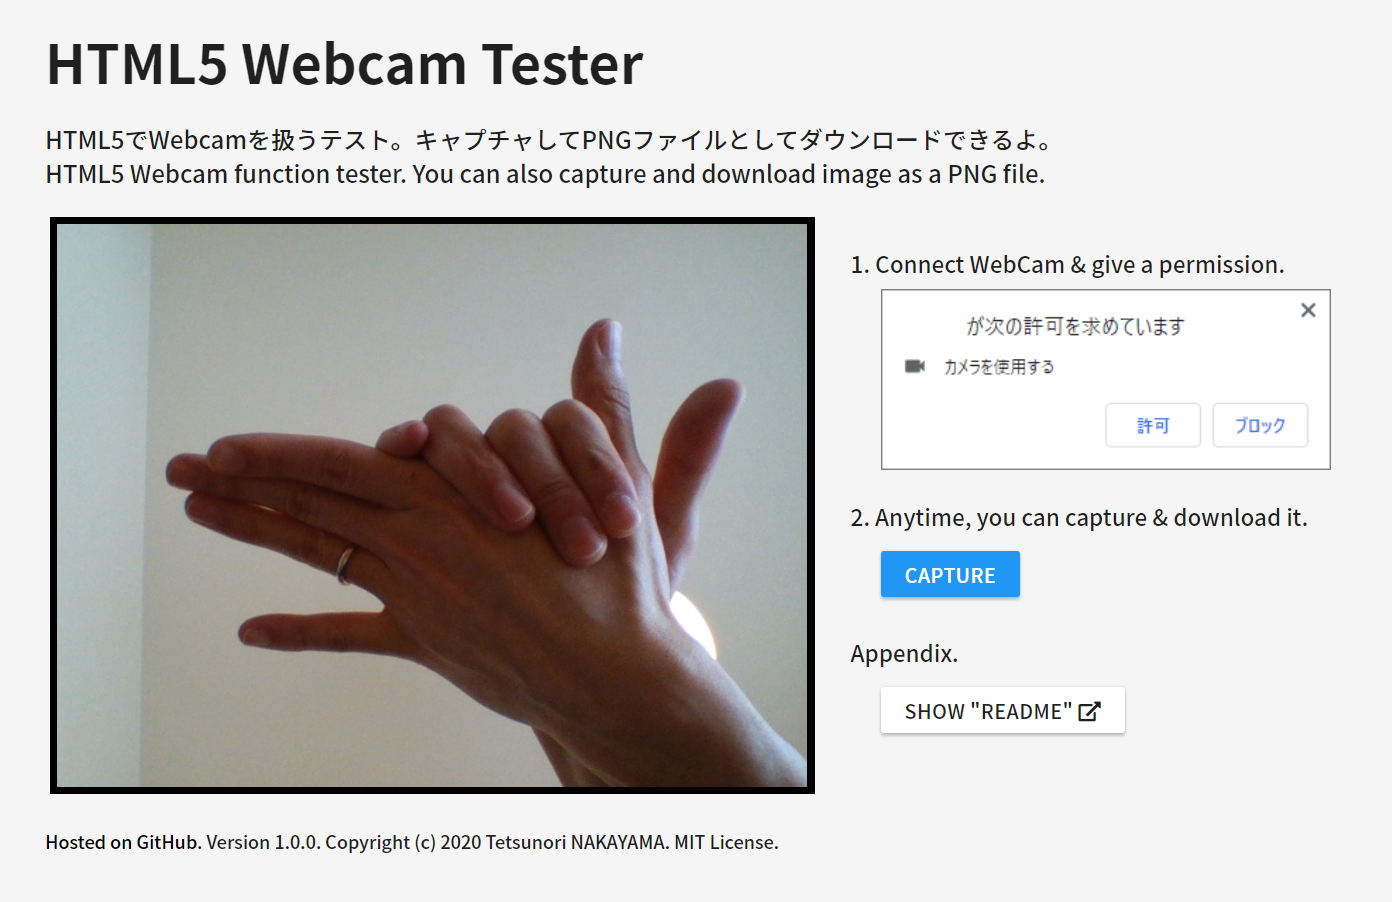 HTML5 Webcam Tester
HTML5でWebcamを扱うテスト。キャプチャしてPNGファイルとしてダウンロードできるよ。
HTML5 Webcam function tester. You can also capture and download image as a PNG file.
1. Connect WebCam & give a permission.
が次の許可を求めています
カメラを使用する
許可
ブロック
2. Anytime, you can capture & download it.
CAPTURE
Appendix.
SHOW "README"
Hosted on GitHub. Version 1.0.0. Copyright (c) 2020 Tetsunori NAKAYAMA. MIT License.